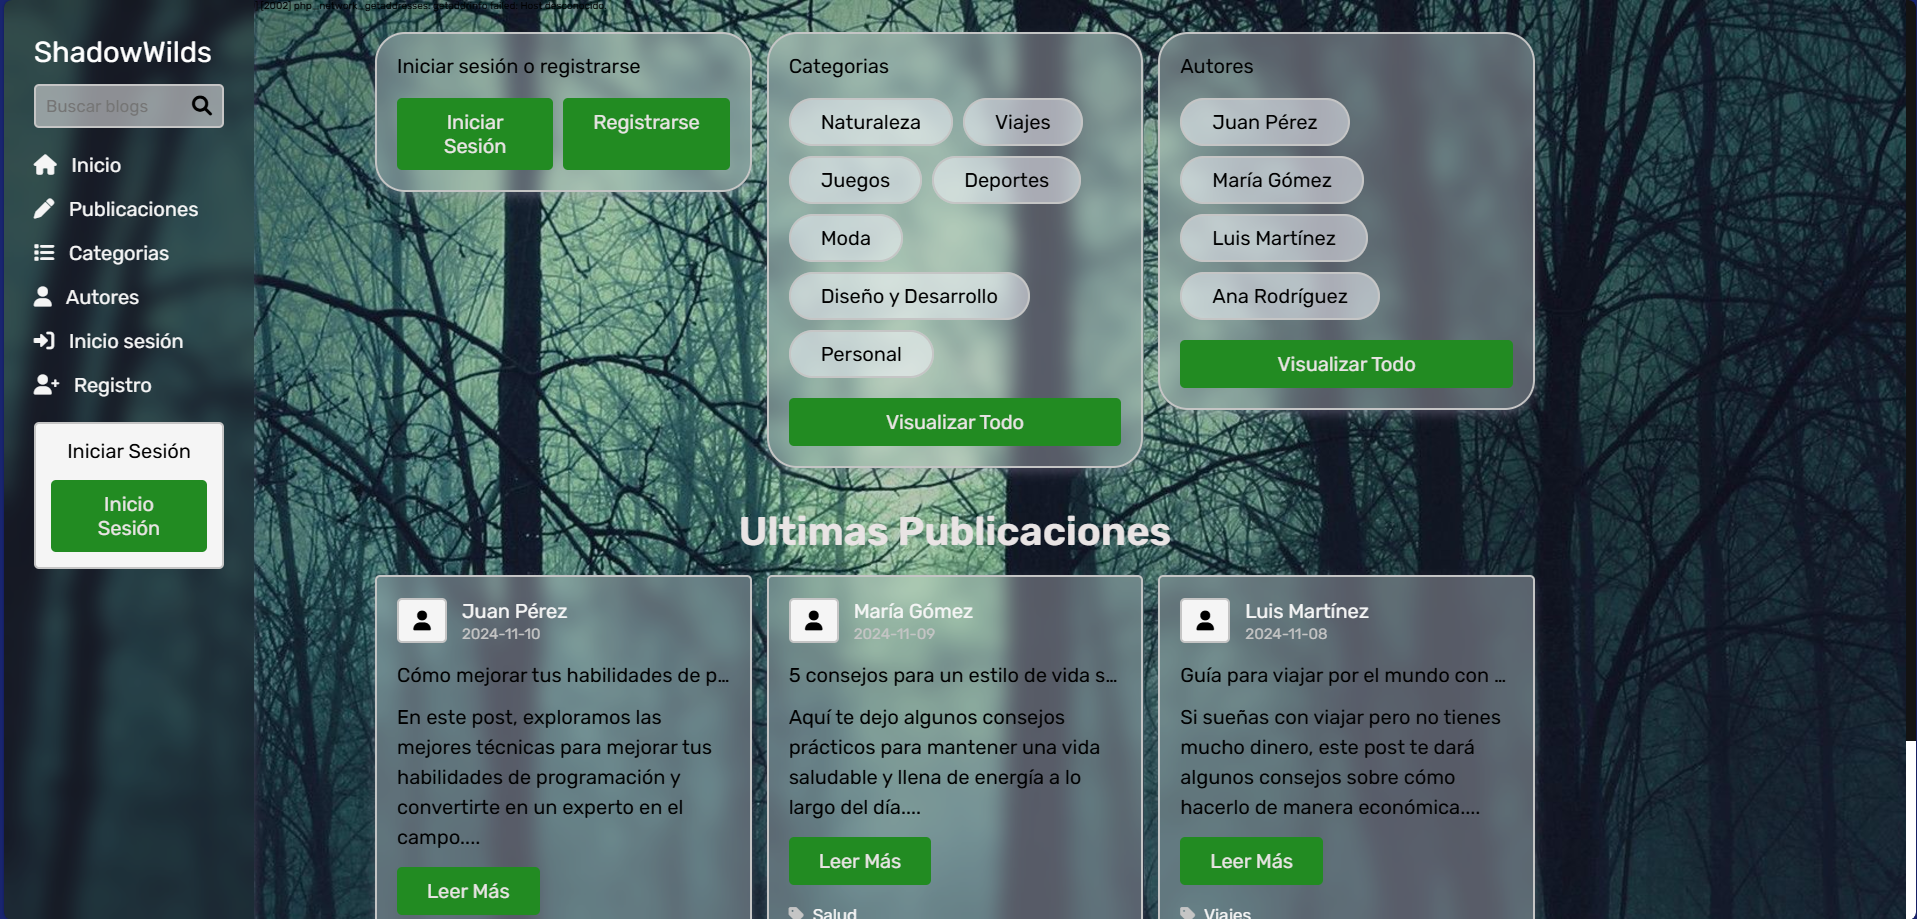 [2002] php_network_getaddresses: getaddrinfo failed: Host desconocido.
ShadowWilds
Buscar blogs
Inicio
Publicaciones
Categorias
Autores
Inicio sesión
Registro
Iniciar Sesión
Inicio
Sesión
Iniciar sesión o registrarse
Iniciar
Sesión
Registrarse
Categorias
Naturaleza
Viajes
Juegos
Deportes
Moda
Diseño y Desarrollo
Personal
Visualizar Todo
Autores
Juan Pérez
María Gómez
Luis Martínez
Ana Rodríguez
Visualizar Todo
Ultimas Publicaciones
Juan Pérez
2024-11-10
Cómo mejorar tus habilidades de p...
En este post, exploramos las
mejores técnicas para mejorar tus
habilidades de programación y
convertirte en un experto en el
campo....
Leer Más
María Gómez
2024-11-09
5 consejos para un estilo de vida s...
Aquí te dejo algunos consejos
prácticos para mantener una vida
saludable y llena de energía a lo
largo del día....
Leer Más
Salud
Luis Martínez
2024-11-08
Guía para viajar por el mundo con ...
Si sueñas con viajar pero no tienes
mucho dinero, este post te dará
algunos consejos sobre cómo
hacerlo de manera económica....
Leer Más
Viajes